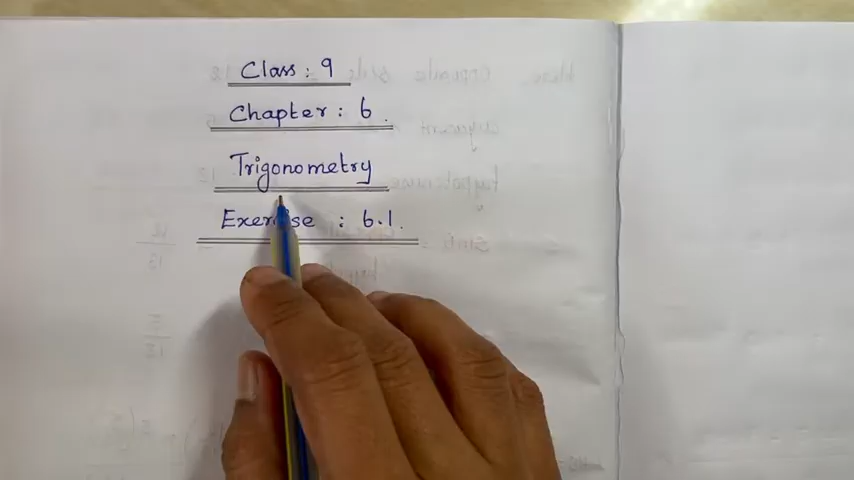 Class : 9
Chapter : 6
Trigonometry
Exercise : 6.1